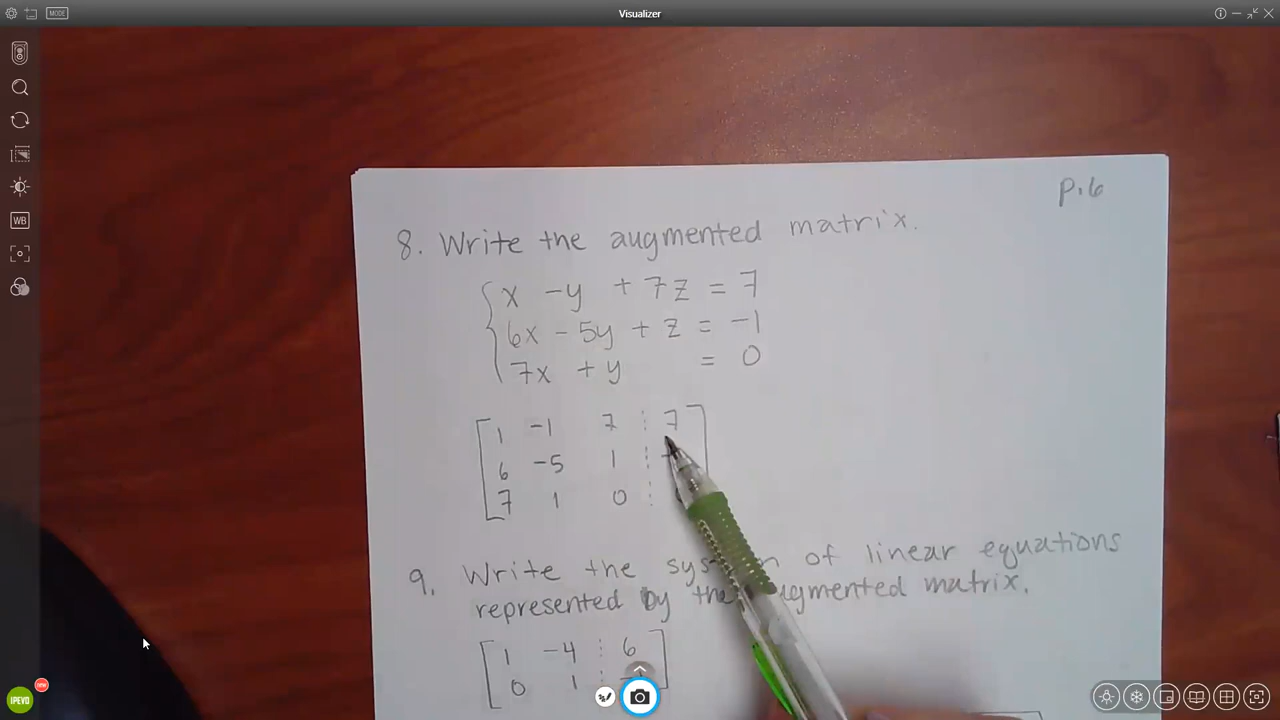 MODE
Visualizer
WB
P.6
8. Write the augmented matrix.
x - y + 7z = 7
6x - 5y + z = -1
7x + y = 0
1 -1 7 7
6 -5 1
7 1 0
9. Write the of linear equations
represented by the augmented matrix.
1 -4 6
0 1
IPEVO
new